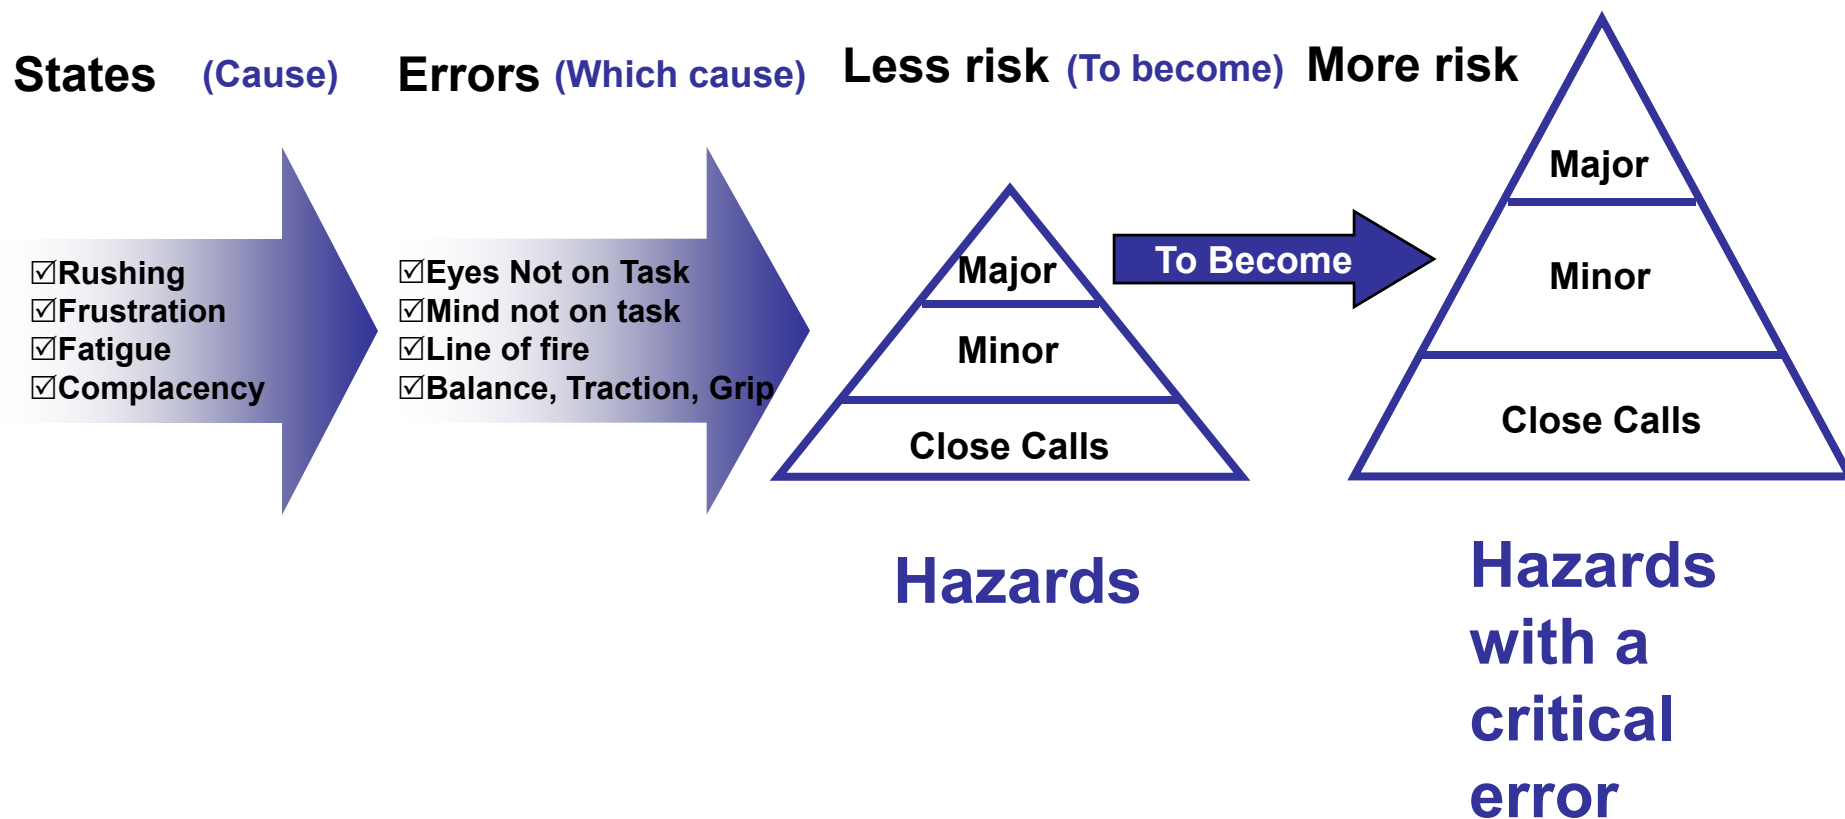 States (Cause) Errors (Which cause) Less risk (To become) More risk
☑Rushing
☑Frustration
☑Fatigue
☑Complacency
☑Eyes Not on Task
☑Mind not on task
☑Line of fire
☑Balance, Traction, Grip
Major
Minor
Close Calls
Hazards
To Become
Major
Minor
Close Calls
Hazards
with a
critical
error